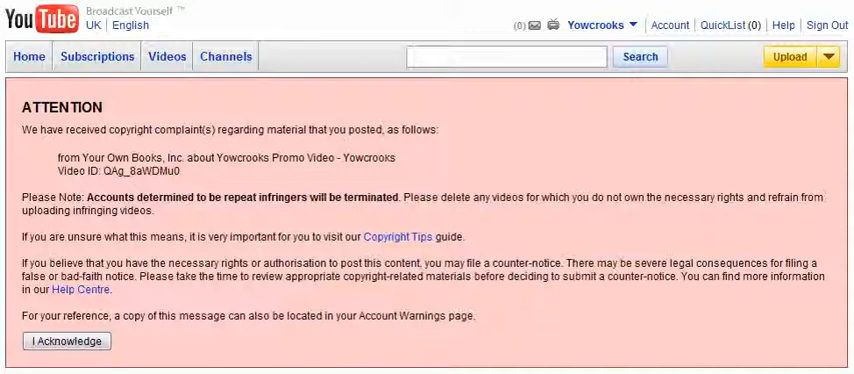 YouTube Broadcast Yourself ™
UK | English
(0) Yowcrooks Account QuickList (0) Help Sign Out
Home Subscriptions Videos Channels Search Upload
ATTENTION
We have received copyright complaint(s) regarding material that you posted, as follows:
from Your Own Books, Inc. about Yowcrooks Promo Video - Yowcrooks
Video ID: QAg_8aWDMu0
Please Note: Accounts determined to be repeat infringers will be terminated. Please delete any videos for which you do not own the necessary rights and refrain from
uploading infringing videos.
If you are unsure what this means, it is very important for you to visit our Copyright Tips guide.
If you believe that you have the necessary rights or authorisation to post this content, you may file a counter-notice. There may be severe legal consequences for filing a
false or bad-faith notice. Please take the time to review appropriate copyright-related materials before deciding to submit a counter-notice. You can find more information
in our Help Centre.
For your reference, a copy of this message can also be located in your Account Warnings page.
I Acknowledge